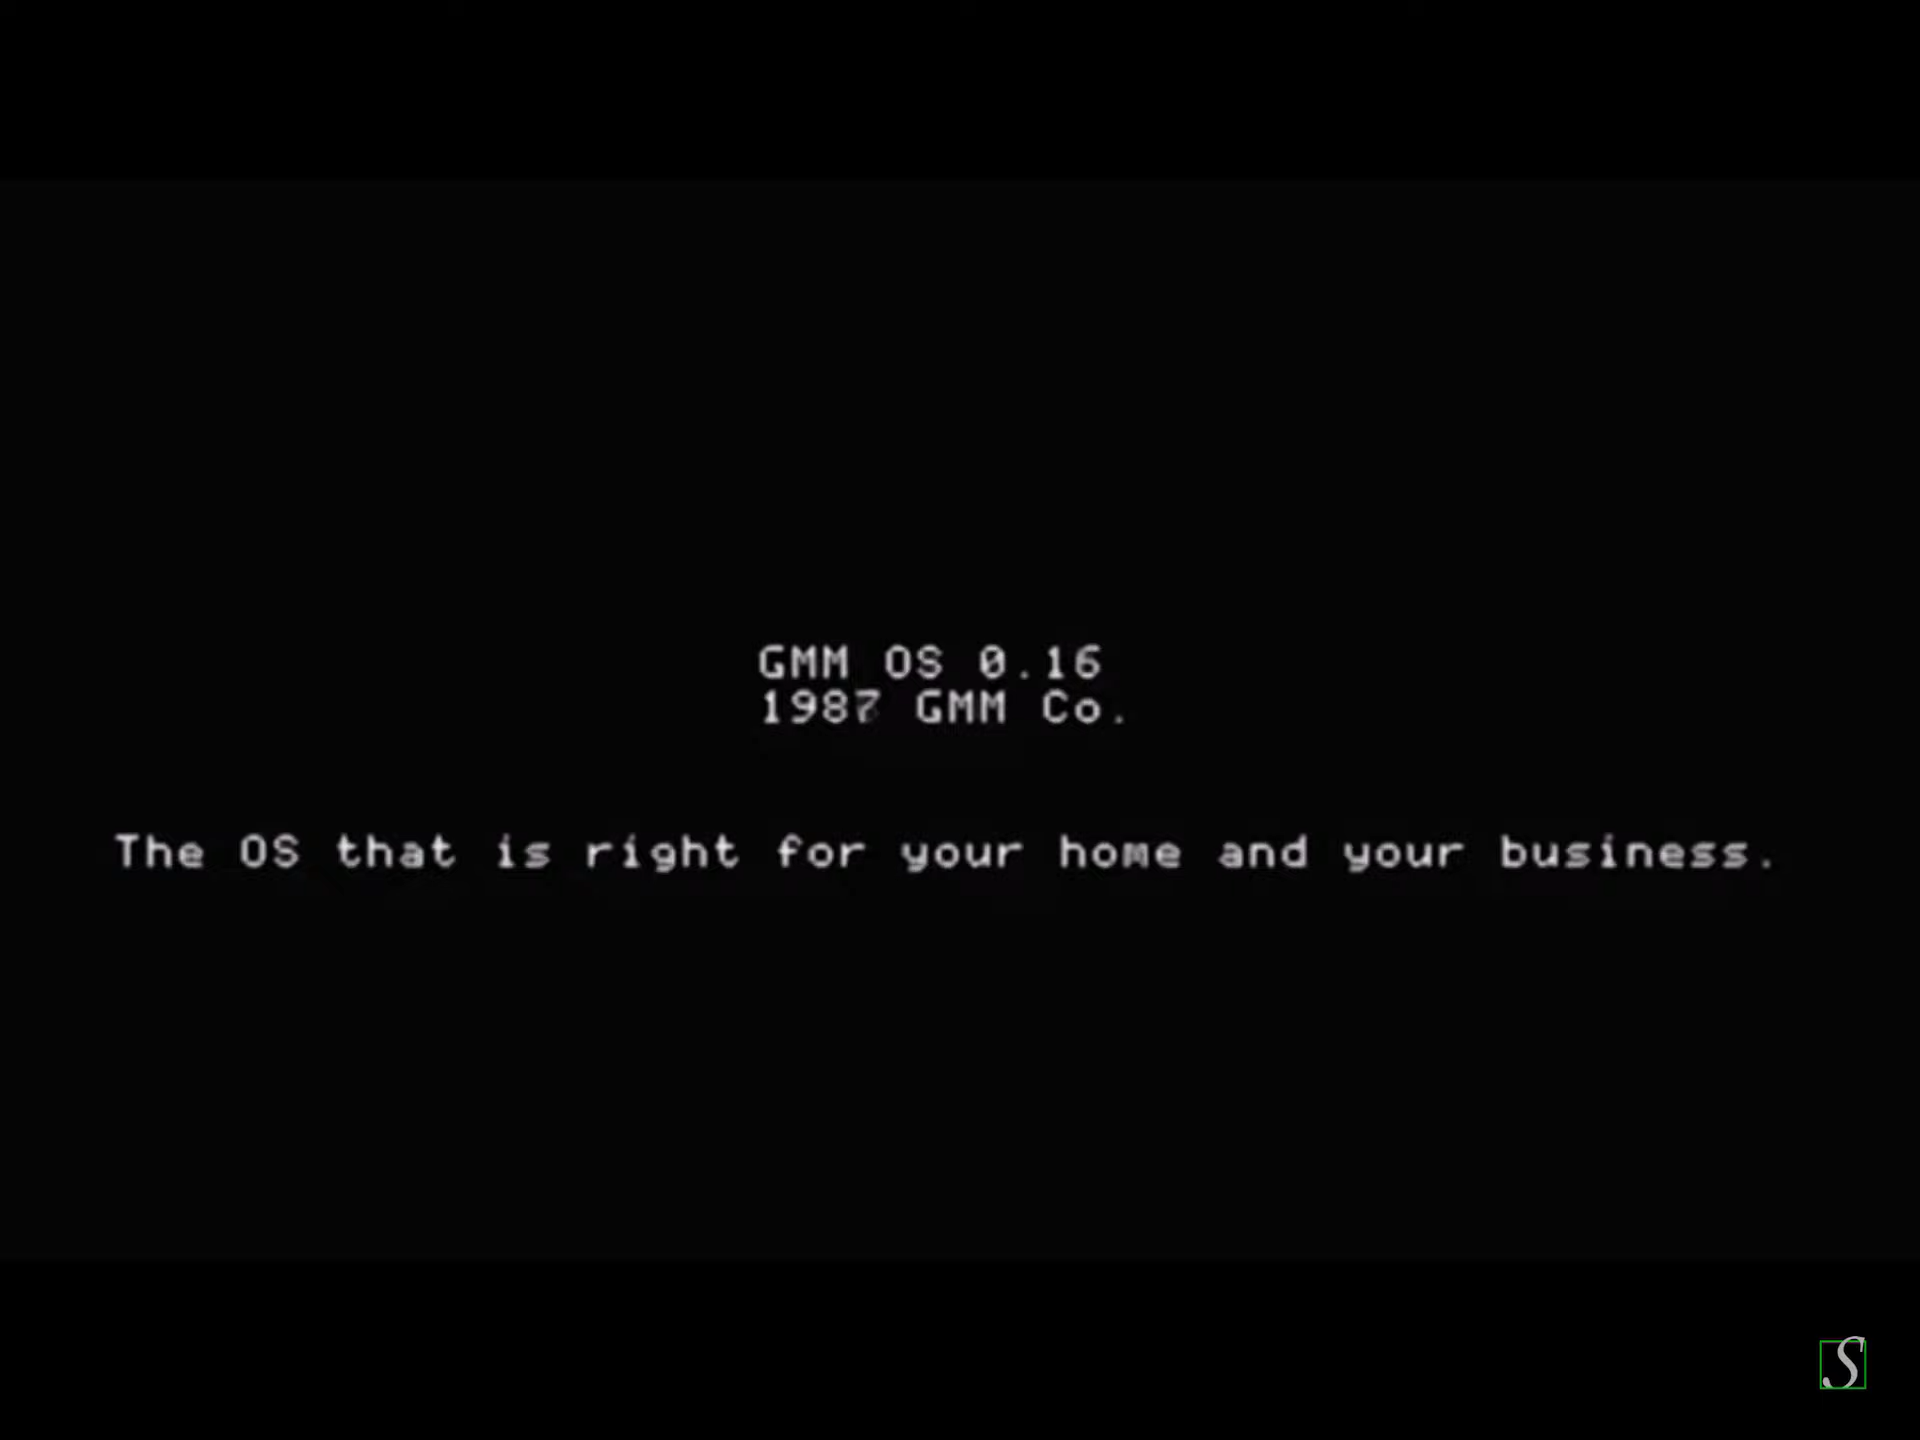 GMM OS 0.16
1987 GMM Co.
The OS that is right for your home and your business.
S